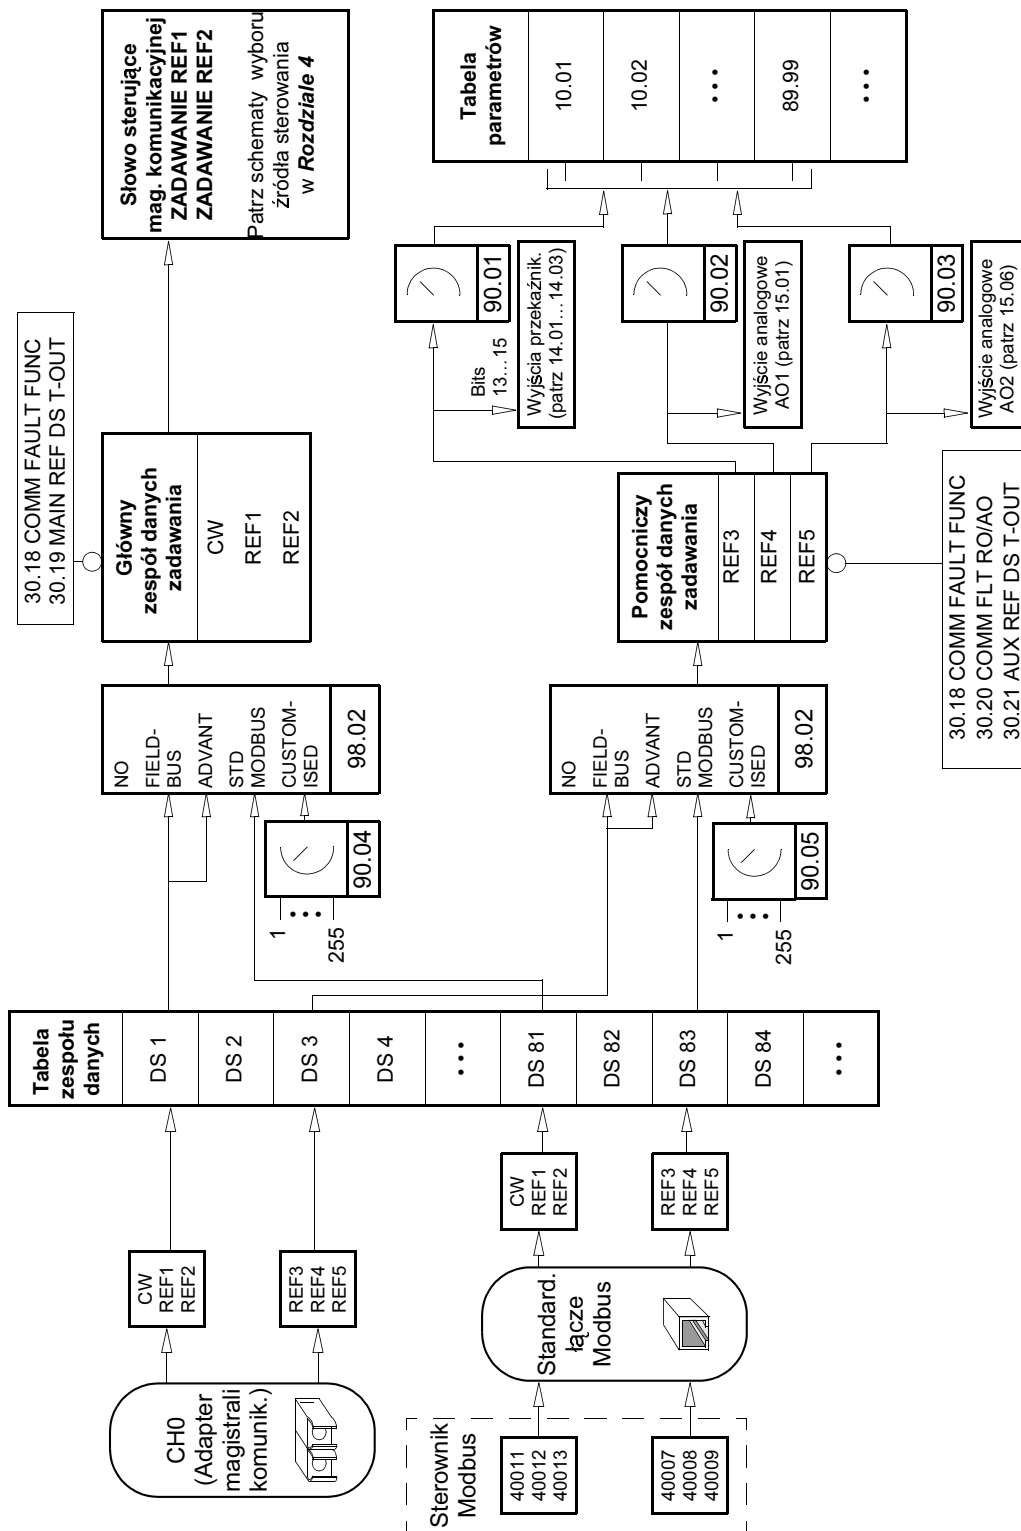 CH0
(Adapter
magistrali
komunik.)
CW
REF1
REF2
REF3
REF4
REF5
Sterownik
Modbus
40011
40012
40013
40007
40008
40009
Standard.
łącze
Modbus
CW
REF1
REF2
REF3
REF4
REF5
Tabela
zespołu
danych
DS 1
DS 2
DS 3
DS 4
•••
DS 81
DS 82
DS 83
DS 84
•••
1
•••
255
90.04
NO
FIELD-
BUS
ADVANT
STD
MODBUS
CUSTOM-
ISED
98.02
1
•••
255
90.05
NO
FIELD-
BUS
ADVANT
STD
MODBUS
CUSTOM-
ISED
98.02
30.18 COMM FAULT FUNC
30.19 MAIN REF DS T-OUT
Główny
zespół danych
zadawania
CW
REF1
REF2
Pomocniczy
zespół danych
zadawania
REF3
REF4
REF5
30.18 COMM FAULT FUNC
30.20 COMM FLT RO/AO
30.21 AUX REF DS T-OUT
Słowo sterujące
mag. komunikacyjnej
ZADAWANIE REF1
ZADAWANIE REF2
Patrz schematy wyboru
źródła sterowania
w Rozdziale 4
90.01
Bits
13...15
Wyjścia przekaźnik.
(patrz 14.01...14.03)
90.02
Wyjście analogowe
AO1 (patrz 15.01)
90.03
Wyjście analogowe
AO2 (patrz 15.06)
Tabela
parametrów
10.01
10.02
•••
89.99
•••